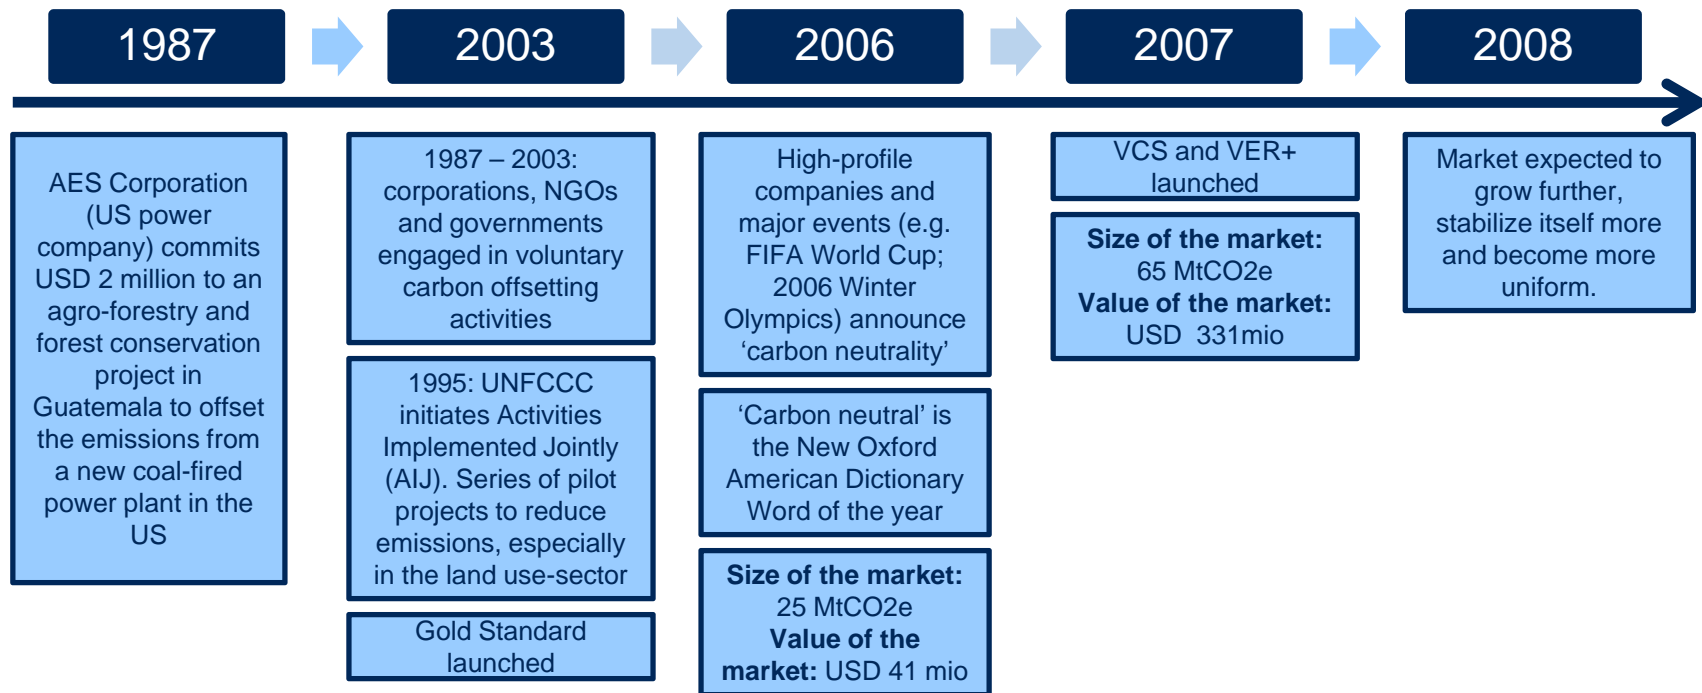 1987
2003
2006
2007
2008
AES Corporation
(US power
company) commits
USD 2 million to an
agro-forestry and
forest conservation
project in
Guatemala to offset
the emissions from
a new coal-fired
power plant in the
US
1987 – 2003:
corporations, NGOs
and governments
engaged in voluntary
carbon offsetting
activities
1995: UNFCCC
initiates Activities
Implemented Jointly
(AIJ). Series of pilot
projects to reduce
emissions, especially
in the land use-sector
Gold Standard
launched
High-profile
companies and
major events (e.g.
FIFA World Cup;
2006 Winter
Olympics) announce
‘carbon neutrality’
‘Carbon neutral’ is
the New Oxford
American Dictionary
Word of the year
Size of the market:
25 MtCO2e
Value of the
market: USD 41 mio
VCS and VER+
launched
Size of the market:
65 MtCO2e
Value of the market:
USD 331mio
Market expected to
grow further,
stabilize itself more
and become more
uniform.